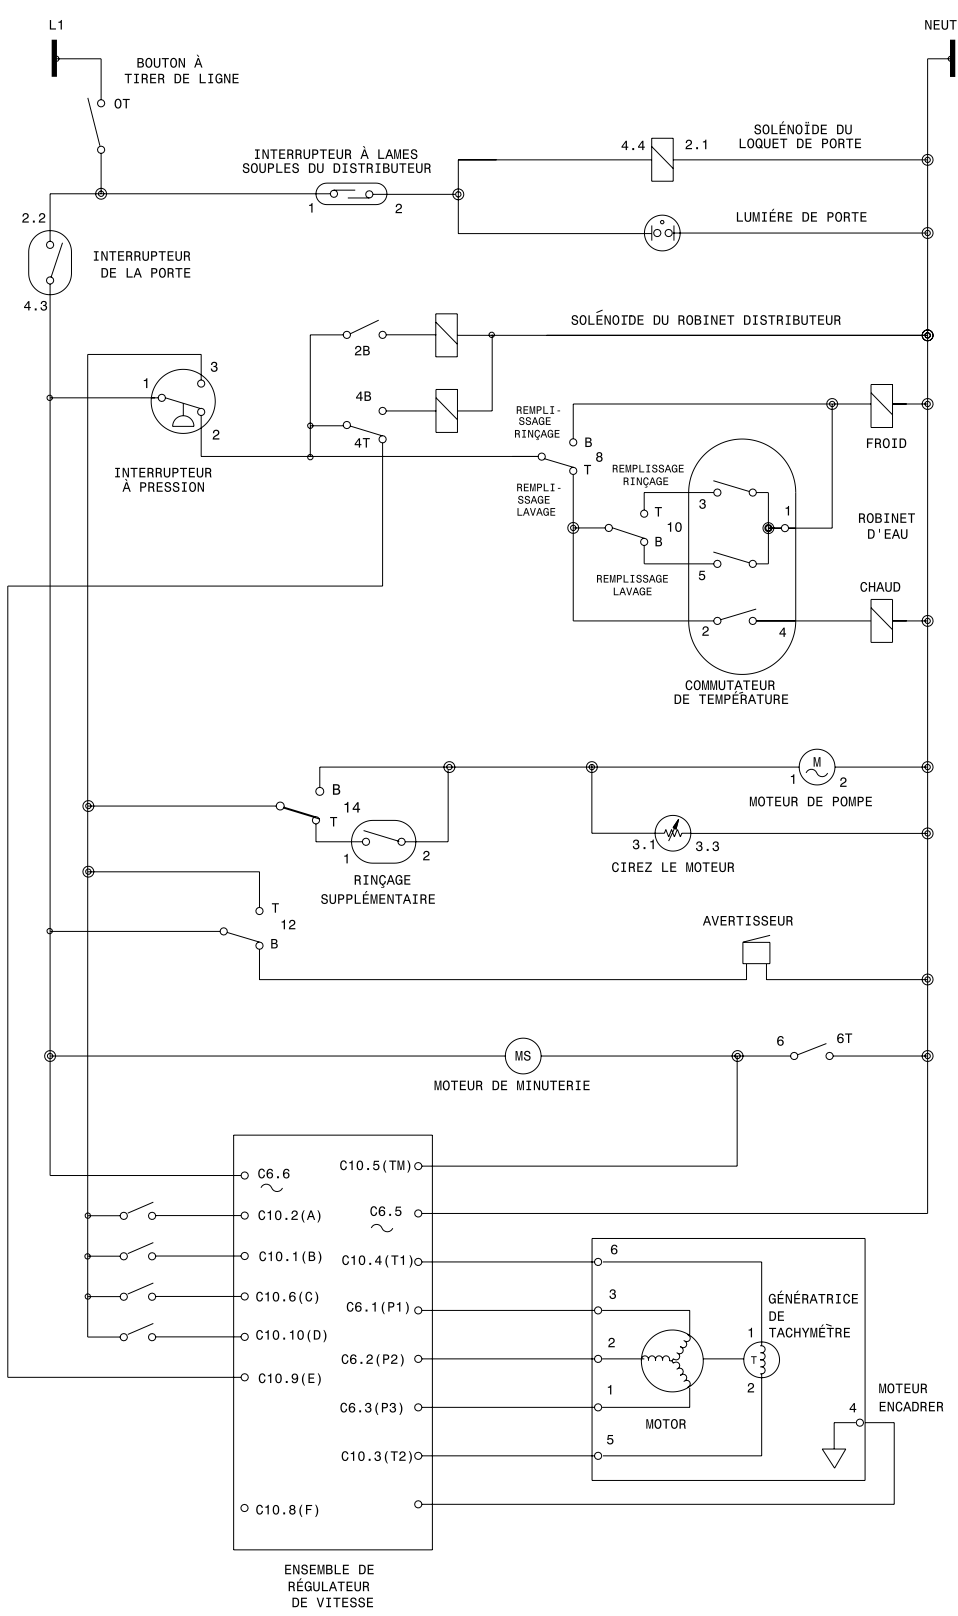 L1
NEUT
BOUTON À
TIRER DE LIGNE
OT
INTERRUPTEUR À LAMES
SOUPLES DU DISTRIBUTEUR
1
2
4.4
2.1
SOLÉNOÏDE DU
LOQUET DE PORTE
LUMIÉRE DE PORTE
2.2
INTERRUPTEUR
DE LA PORTE
4.3
SOLÉNOÏDE DU ROBINET DISTRIBUTEUR
2B
4B
4T
3
1
2
INTERRUPTEUR
À PRESSION
REMPLI-
SSAGE
RINÇAGE
B
8
T
REMPLI-
SSAGE
LAVAGE
REMPLISSAGE
RINÇAGE
T
10
B
REMPLISSAGE
LAVAGE
3
1
5
2
4
FROID
ROBINET
D'EAU
CHAUD
COMMUTATEUR
DE TEMPÉRATURE
B
14
T
1
2
RINÇAGE
SUPPLÉMENTAIRE
M
1
2
MOTEUR DE POMPE
3.1
3.3
CIREZ LE MOTEUR
T
12
B
AVERTISSEUR
MS
MOTEUR DE MINUTERIE
6
6T
C6.6
C10.2(A)
C10.1(B)
C10.6(C)
C10.10(D)
C10.9(E)
C10.8(F)
C10.5(TM)
C6.5
C10.4(T1)
C6.1(P1)
C6.2(P2)
C6.3(P3)
C10.3(T2)
6
3
2
1
5
MOTOR
GÉNÉRATRICE
DE
TACHYMÉTRE
1
T
2
4
MOTEUR
ENCADRER
ENSEMBLE DE
RÉGULATEUR
DE VITESSE